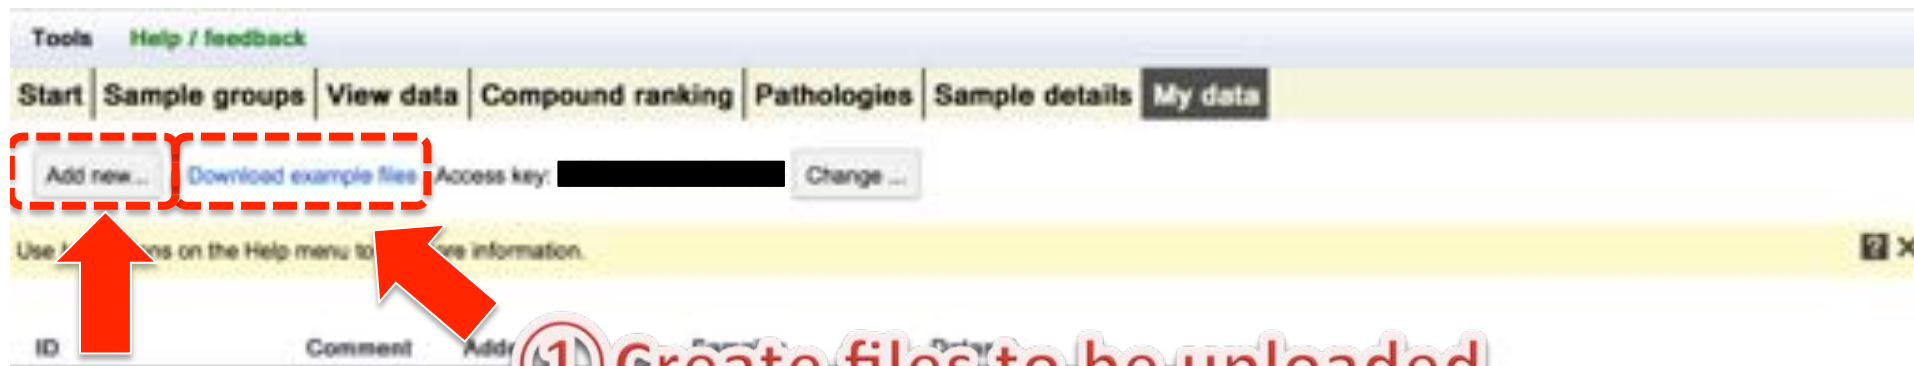 Tools Help / feedback
Start Sample groups View data Compound ranking Pathologies Sample details My data
Add new... Download example files Access key: Change ...
Use on the Help menu to information.
? X
ID Comment
① Create files to be uploaded